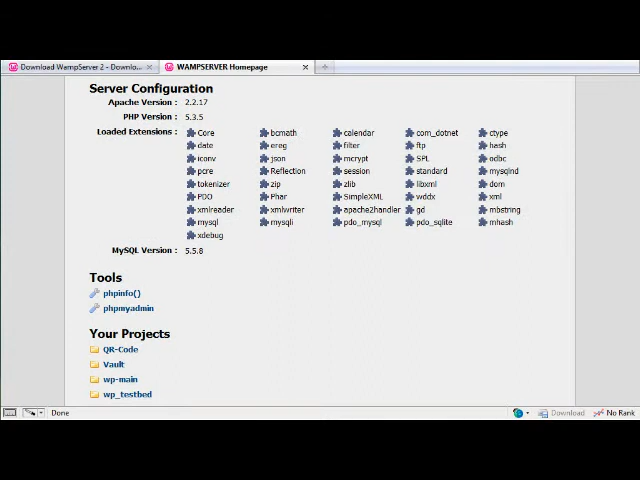 Download WampServer 2 - Downlo... WAMPSERVER Homepage
Server Configuration
Apache Version : 2.2.17
PHP Version : 5.3.5
Loaded Extensions : Core bcmath calendar com_dotnet ctype
date ereg filter ftp hash
iconv json mcrypt SPL odbc
pcre Reflection session standard mysqlnd
tokenizer zip zlib libxml dom
PDO Phar SimpleXML wddx xml
xmlreader xmlwriter apache2handler gd mbstring
mysql mysqli pdo_mysql pdo_sqlite mhash
xdebug
MySQL Version : 5.5.8
Tools
phpinfo()
phpmyadmin
Your Projects
QR-Code
Vault
wp-main
wp_testbed
Done Download No Rank